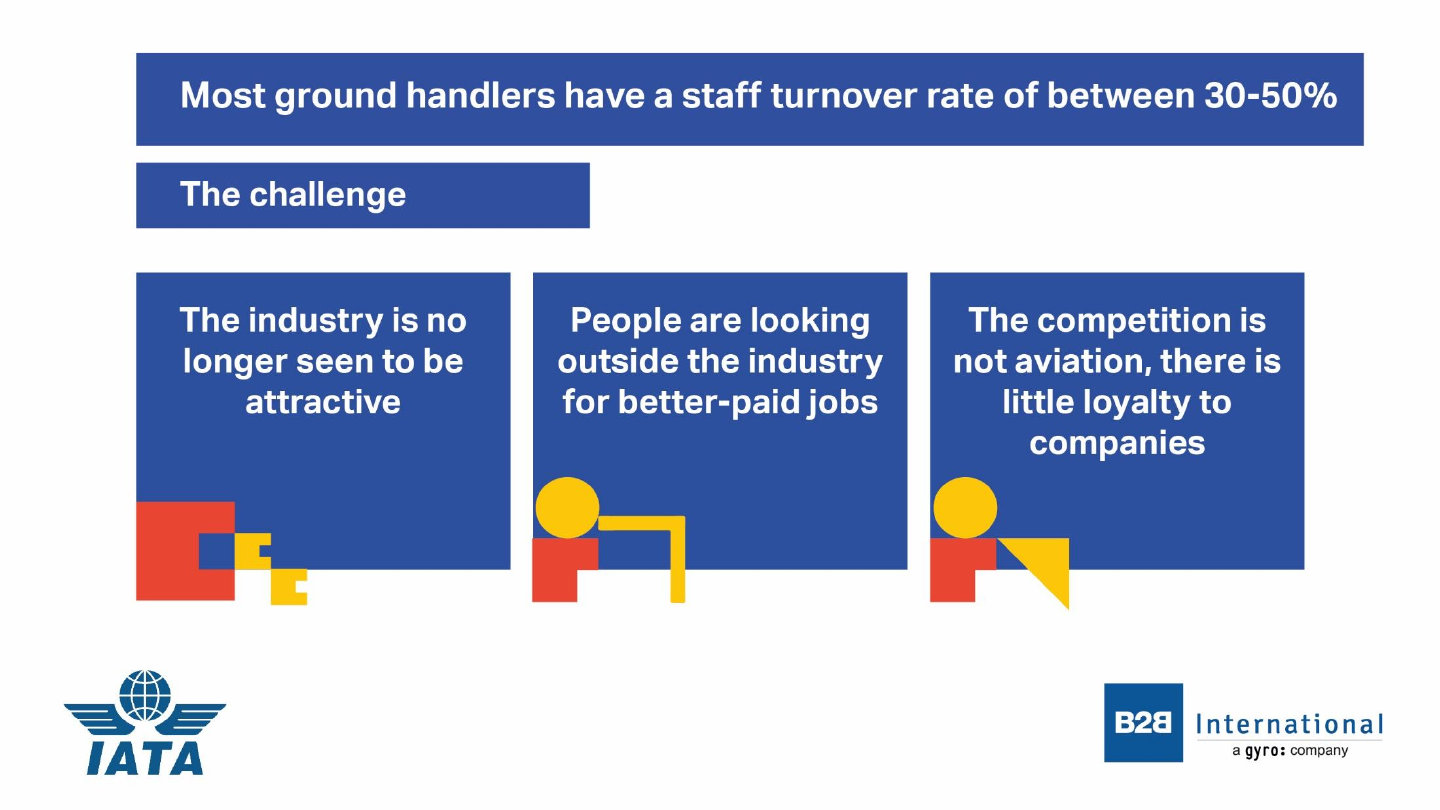 Most ground handlers have a staff turnover rate of between 30-50%
The challenge
The industry is no
longer seen to be
attractive
People are looking
outside the industry
for better-paid jobs
The competition is
not aviation, there is
little loyalty to
companies
IATA
B2B
International
a gyro: company